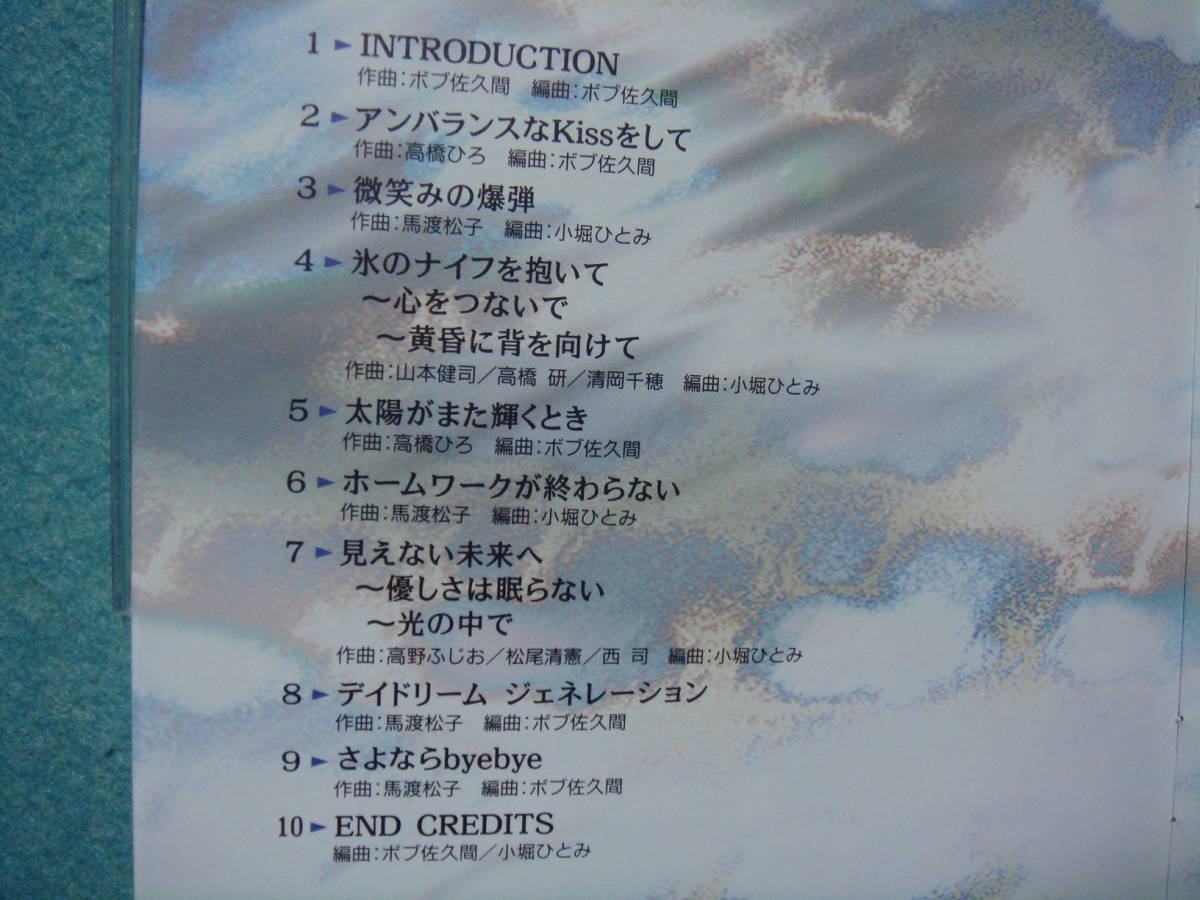 1 ► INTRODUCTION
作曲：ボブ佐久間　編曲：ボブ佐久間
2 ► アンバランスなKissをして
作曲：高橋ひろ　編曲：ボブ佐久間
3 ► 微笑みの爆弾
作曲：馬渡松子　編曲：小堀ひとみ
4 ► 氷のナイフを抱いて
～心をつないで
～黄昏に背を向けて
作曲：山本健司／高橋 研／清岡千穂　編曲：小堀ひとみ
5 ► 太陽がまた輝くとき
作曲：高橋ひろ　編曲：ボブ佐久間
6 ► ホームワークが終わらない
作曲：馬渡松子　編曲：小堀ひとみ
7 ► 見えない未来へ
～優しさは眠らない
～光の中で
作曲：高野ふじお／松尾清憲／西 司　編曲：小堀ひとみ
8 ► デイドリーム ジェネレーション
作曲：馬渡松子　編曲：ボブ佐久間
9 ► さよならbyebye
作曲：馬渡松子　編曲：ボブ佐久間
10 ► END CREDITS
編曲：ボブ佐久間／小堀ひとみ